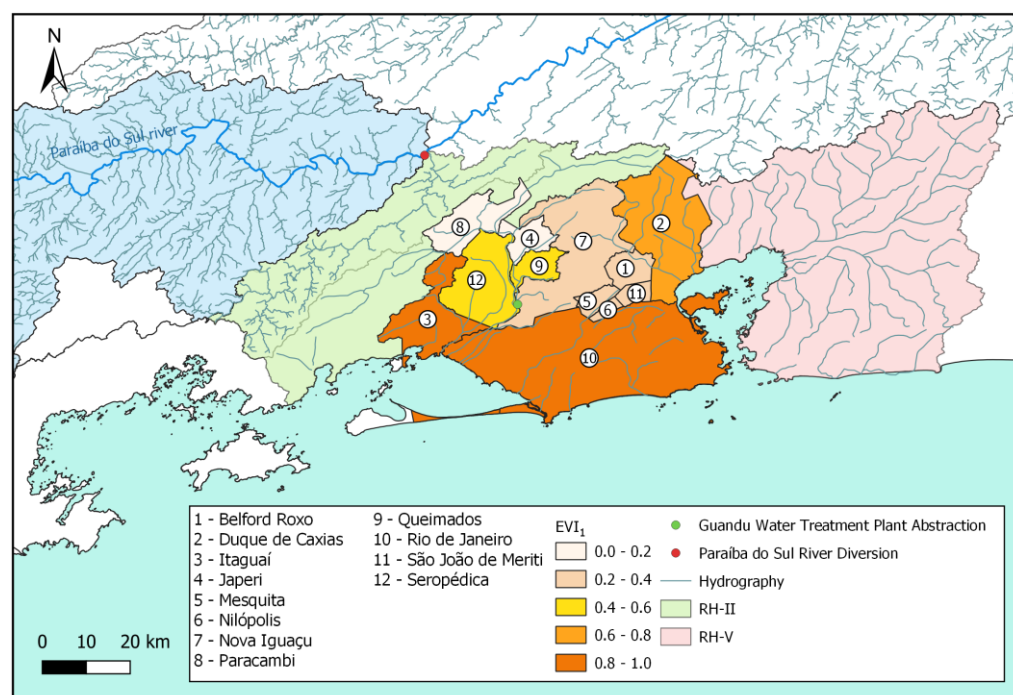 N
Paraíba do Sul river
8
4
7
2
9
1
12
5
11
6
3
10
1 - Belford Roxo
2 - Duque de Caxias
3 - Itaguaí
4 - Japeri
5 - Mesquita
6 - Nilópolis
7 - Nova Iguaçu
8 - Paracambi
9 - Queimados
10 - Rio de Janeiro
11 - São João de Meriti
12 - Seropédica
EVI₁
0.0 - 0.2
0.2 - 0.4
0.4 - 0.6
0.6 - 0.8
0.8 - 1.0
Guandu Water Treatment Plant Abstraction
Paraíba do Sul River Diversion
Hydrography
RH-II
RH-V
0 10 20 km